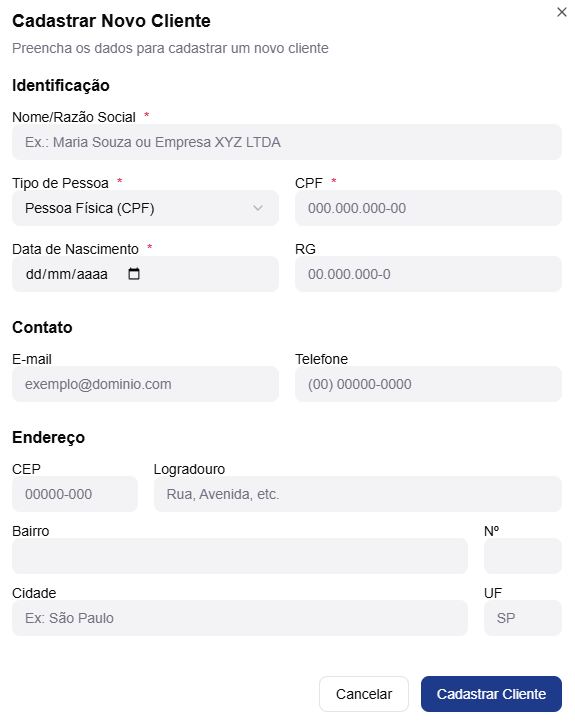 Cadastrar Novo Cliente
Preencha os dados para cadastrar um novo cliente
Identificação
Nome/Razão Social *
Ex.: Maria Souza ou Empresa XYZ LTDA
Tipo de Pessoa * CPF *
Pessoa Física (CPF) 000.000.000-00
Data de Nascimento * RG
dd/mm/aaaa 00.000.000-0
Contato
E-mail Telefone
exemplo@dominio.com (00) 00000-0000
Endereço
CEP Logradouro
00000-000 Rua, Avenida, etc.
Bairro Nº
Cidade UF
Ex: São Paulo SP
Cancelar Cadastrar Cliente